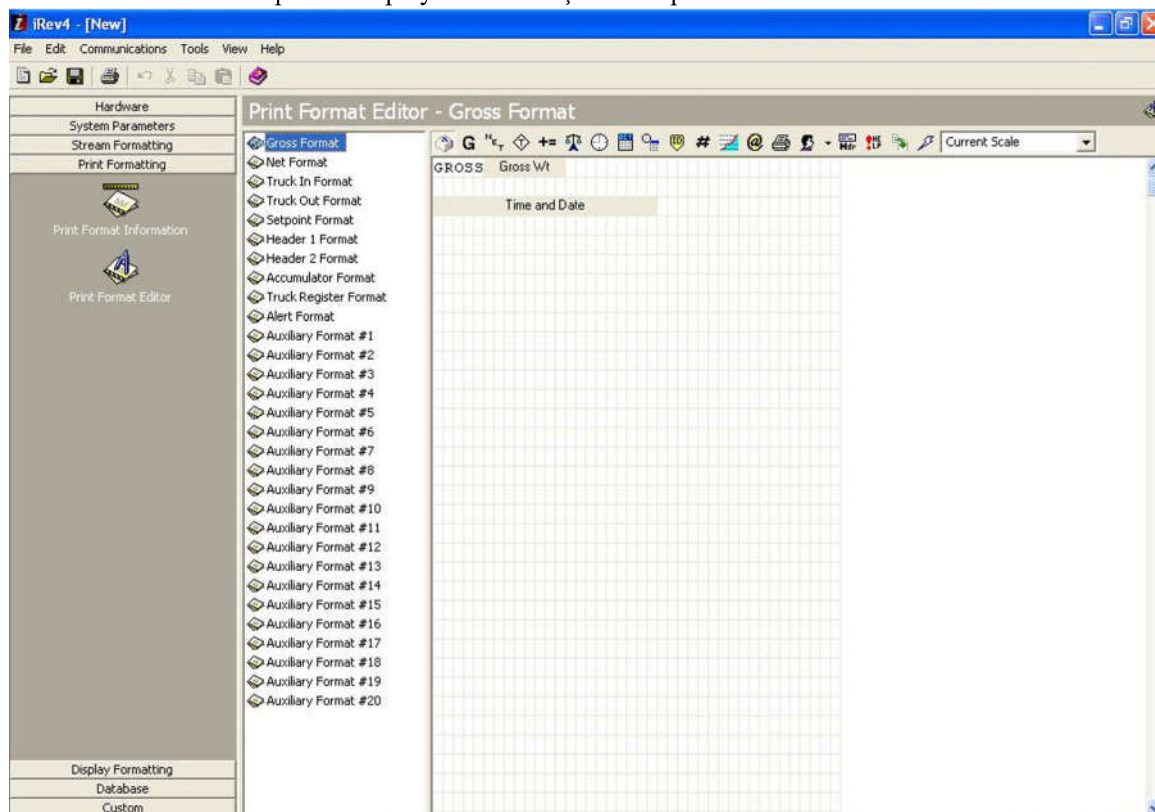 iRev4 - [New]
File Edit Communications Tools View Help
Hardware
System Parameters
Stream Formatting
Print Formatting
Print Format Information
Print Format Editor
Display Formatting
Database
Custom
Print Format Editor - Gross Format
Gross Format
Net Format
Truck In Format
Truck Out Format
Setpoint Format
Header 1 Format
Header 2 Format
Accumulator Format
Truck Register Format
Alert Format
Auxiliary Format #1
Auxiliary Format #2
Auxiliary Format #3
Auxiliary Format #4
Auxiliary Format #5
Auxiliary Format #6
Auxiliary Format #7
Auxiliary Format #8
Auxiliary Format #9
Auxiliary Format #10
Auxiliary Format #11
Auxiliary Format #12
Auxiliary Format #13
Auxiliary Format #14
Auxiliary Format #15
Auxiliary Format #16
Auxiliary Format #17
Auxiliary Format #18
Auxiliary Format #19
Auxiliary Format #20
G NET += ID # @ Current Scale
GROSS Gross Wt
Time and Date